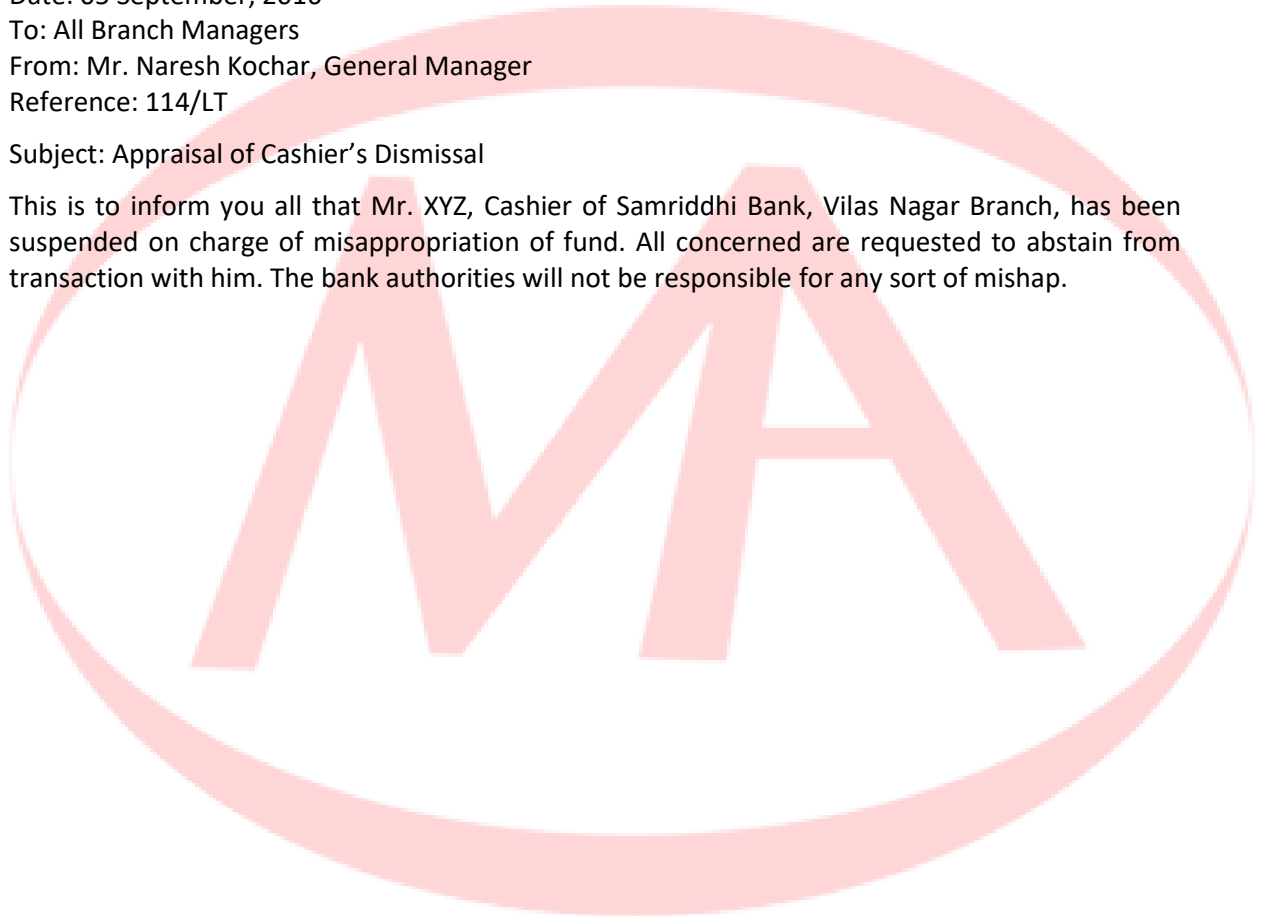 Date: September,
To: All Branch Managers
From: Mr. Naresh Kochar, General Manager
Reference: 114/LT
Subject: Appraisal of Cashier’s Dismissal
This is to inform you all that Mr. XYZ, Cashier of Samriddhi Bank, Vilas Nagar Branch, has been
suspended on charge of misappropriation of fund. All concerned are requested to abstain from
transaction with him. The bank authorities will not be responsible for any sort of mishap.
MA